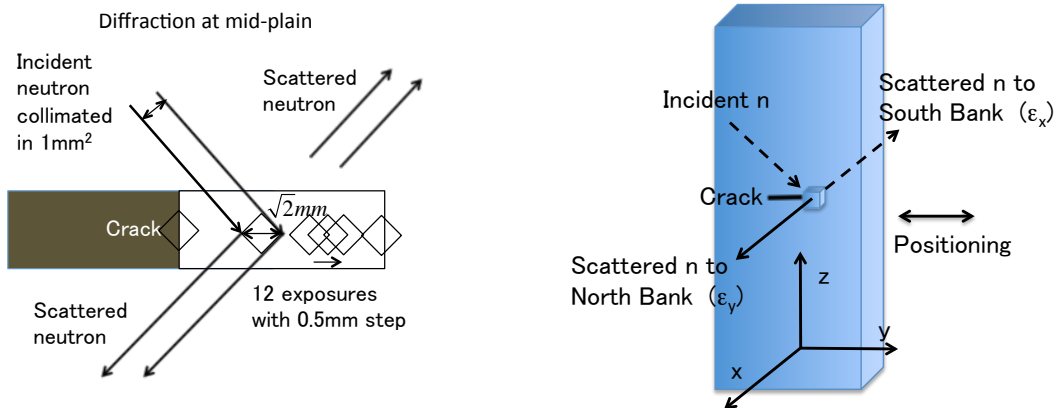 Diffraction at mid-plain
Incident
neutron
collimated
in 1mm²
Scattered
neutron
√2mm
Crack
Scattered
neutron
12 exposures
with 0.5mm step
Incident n
Scattered n to
South Bank (εx)
Crack
Positioning
Scattered n to
North Bank (εy)
z
y
x